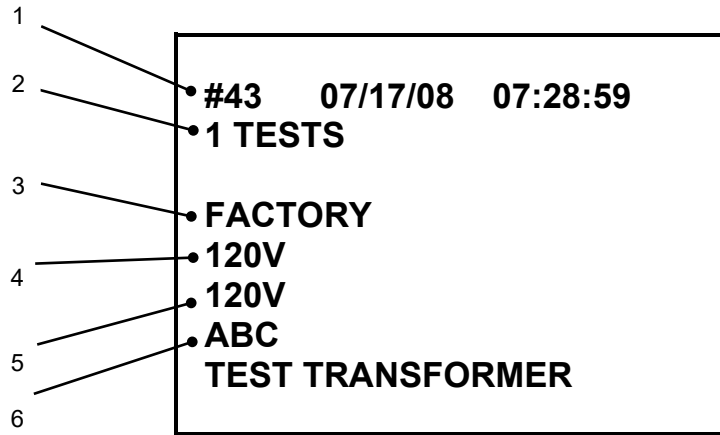 1
2
3
4
5
6
#43 07/17/08 07:28:59
1 TESTS
FACTORY
120V
120V
ABC
TEST TRANSFORMER